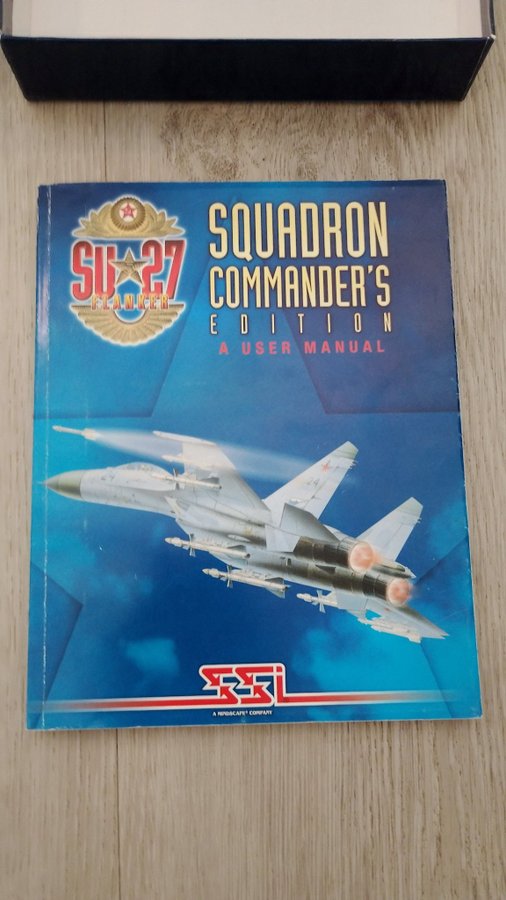 SU★27
FLANKER
SQUADRON
COMMANDER'S
EDITION
A USER MANUAL
SSI
A MINDSCAPE® COMPANY